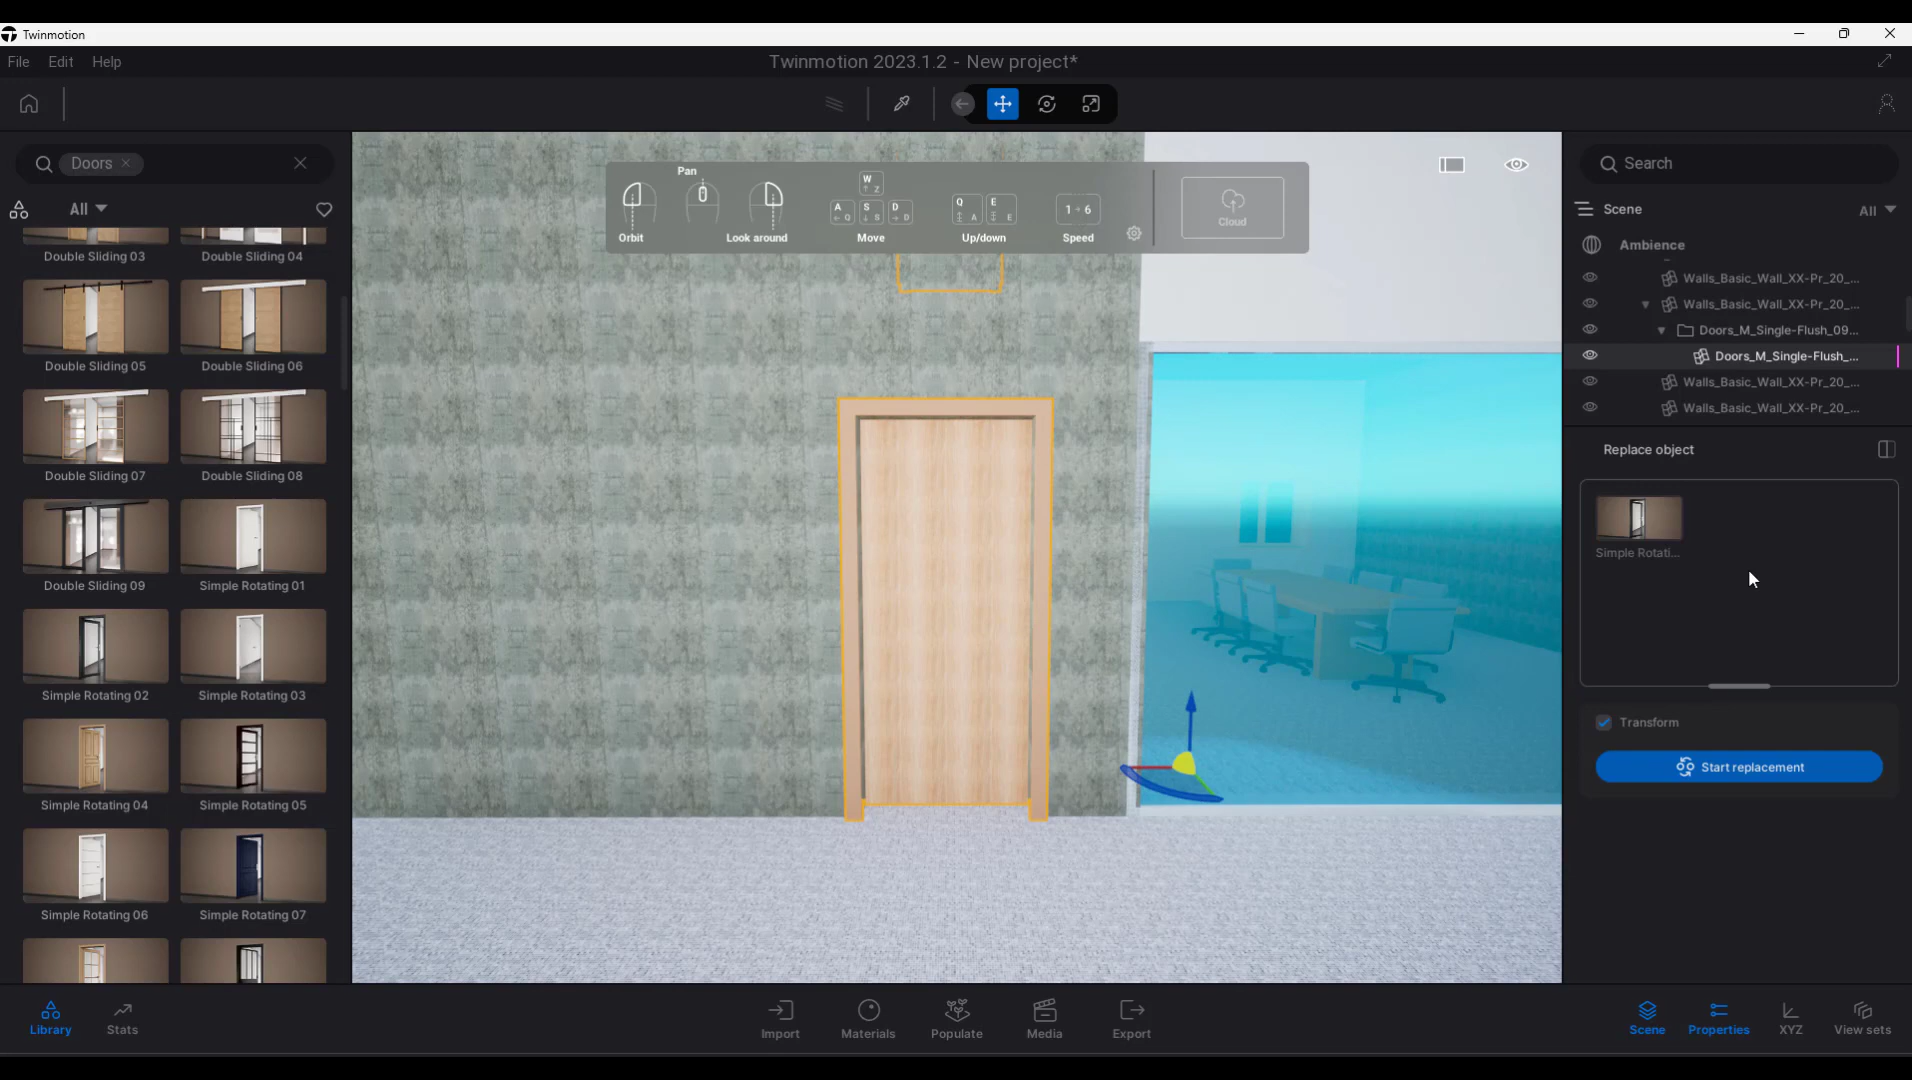 Twinmotion
File Edit Help
Twinmotion 2023.1.2 - New project*
Doors
All
Double Sliding 03
Double Sliding 04
Double Sliding 05
Double Sliding 06
Double Sliding 07
Double Sliding 08
Double Sliding 09
Simple Rotating 01
Simple Rotating 02
Simple Rotating 03
Simple Rotating 04
Simple Rotating 05
Simple Rotating 06
Simple Rotating 07
Pan
Orbit
Look around
W
Z
A
Q
S
S
D
D
Move
Q
A
E
E
Up/down
1 - 6
Speed
Cloud
Search
Scene
All
Ambience
Walls_Basic_Wall_XX-Pr_20_...
Walls_Basic_Wall_XX-Pr_20_...
Doors_M_Single-Flush_09...
Doors_M_Single-Flush_...
Walls_Basic_Wall_XX-Pr_20_...
Walls_Basic_Wall_XX-Pr_20_...
Replace object
Simple Rotati...
Transform
Start replacement
Library
Stats
Import
Materials
Populate
Media
Export
Scene
Properties
XYZ
View sets